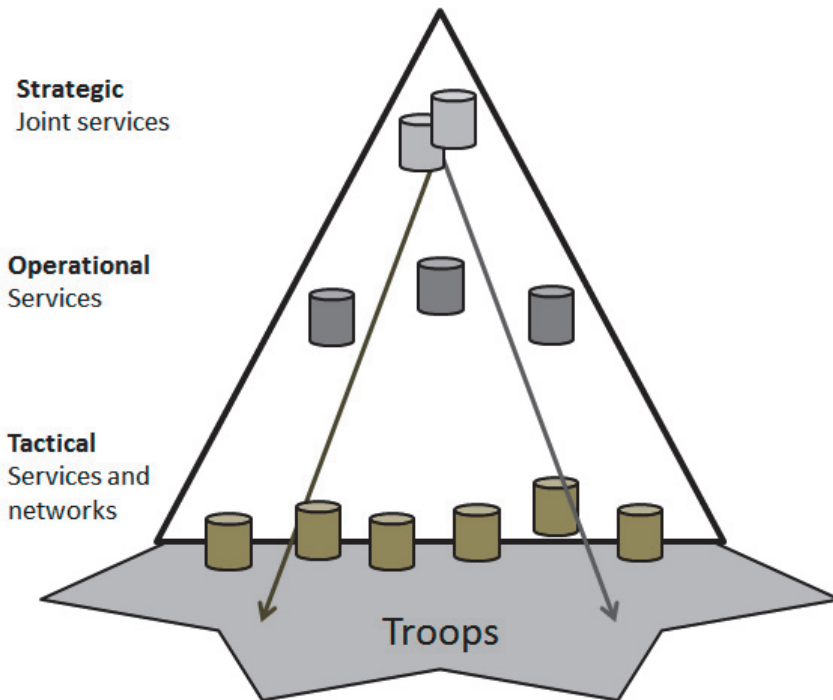 Strategic
Joint services
Operational
Services
Tactical
Services and
networks
Troops